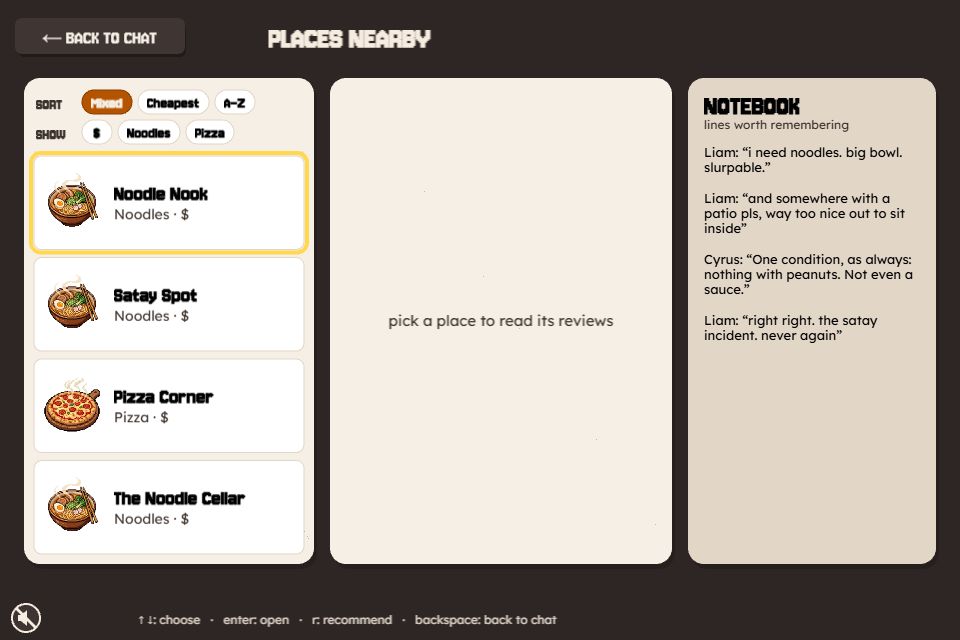 ← BACK TO CHAT
PLACES NEARBY
SORT Mixed Cheapest A-Z
SHOW $ Noodles Pizza
Noodle Nook
Noodles · $
Satay Spot
Noodles · $
Pizza Corner
Pizza · $
The Noodle Cellar
Noodles · $
pick a place to read its reviews
NOTEBOOK
lines worth remembering
Liam: “i need noodles. big bowl.
slurpable.”
Liam: “and somewhere with a
patio pls, way too nice out to sit
inside”
Cyrus: “One condition, as always:
nothing with peanuts. Not even a
sauce.”
Liam: “right right. the satay
incident. never again”
↑ ↓: choose · enter: open · r: recommend · backspace: back to chat